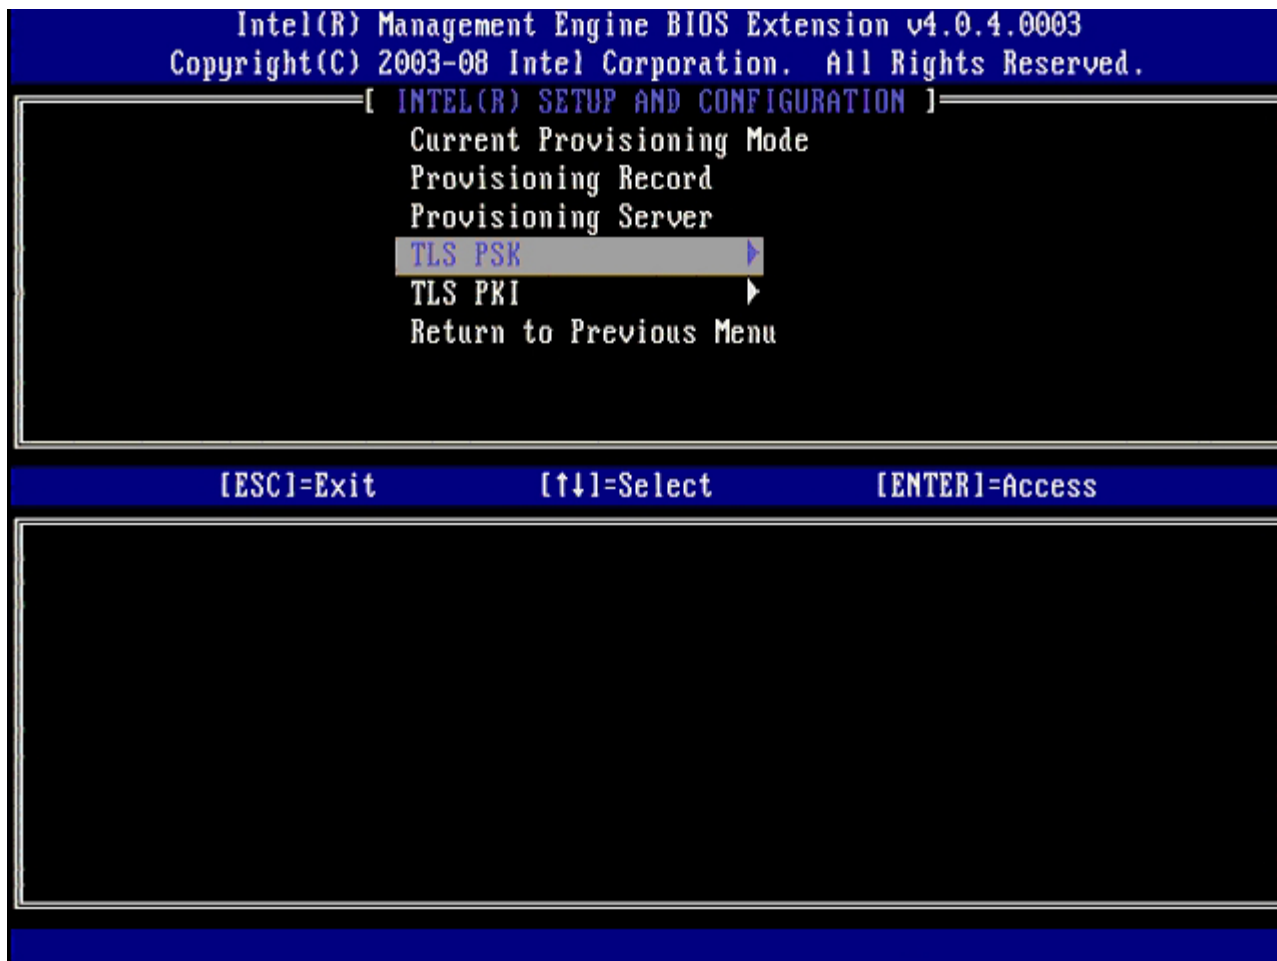 Intel(R) Management Engine BIOS Extension v4.0.4.0003
Copyright(C) 2003-08 Intel Corporation. All Rights Reserved.
[ INTEL(R) SETUP AND CONFIGURATION ]
Current Provisioning Mode
Provisioning Record
Provisioning Server
TLS PSK
TLS PKI
Return to Previous Menu
[ESC]=Exit [↑↓]=Select [ENTER]=Access